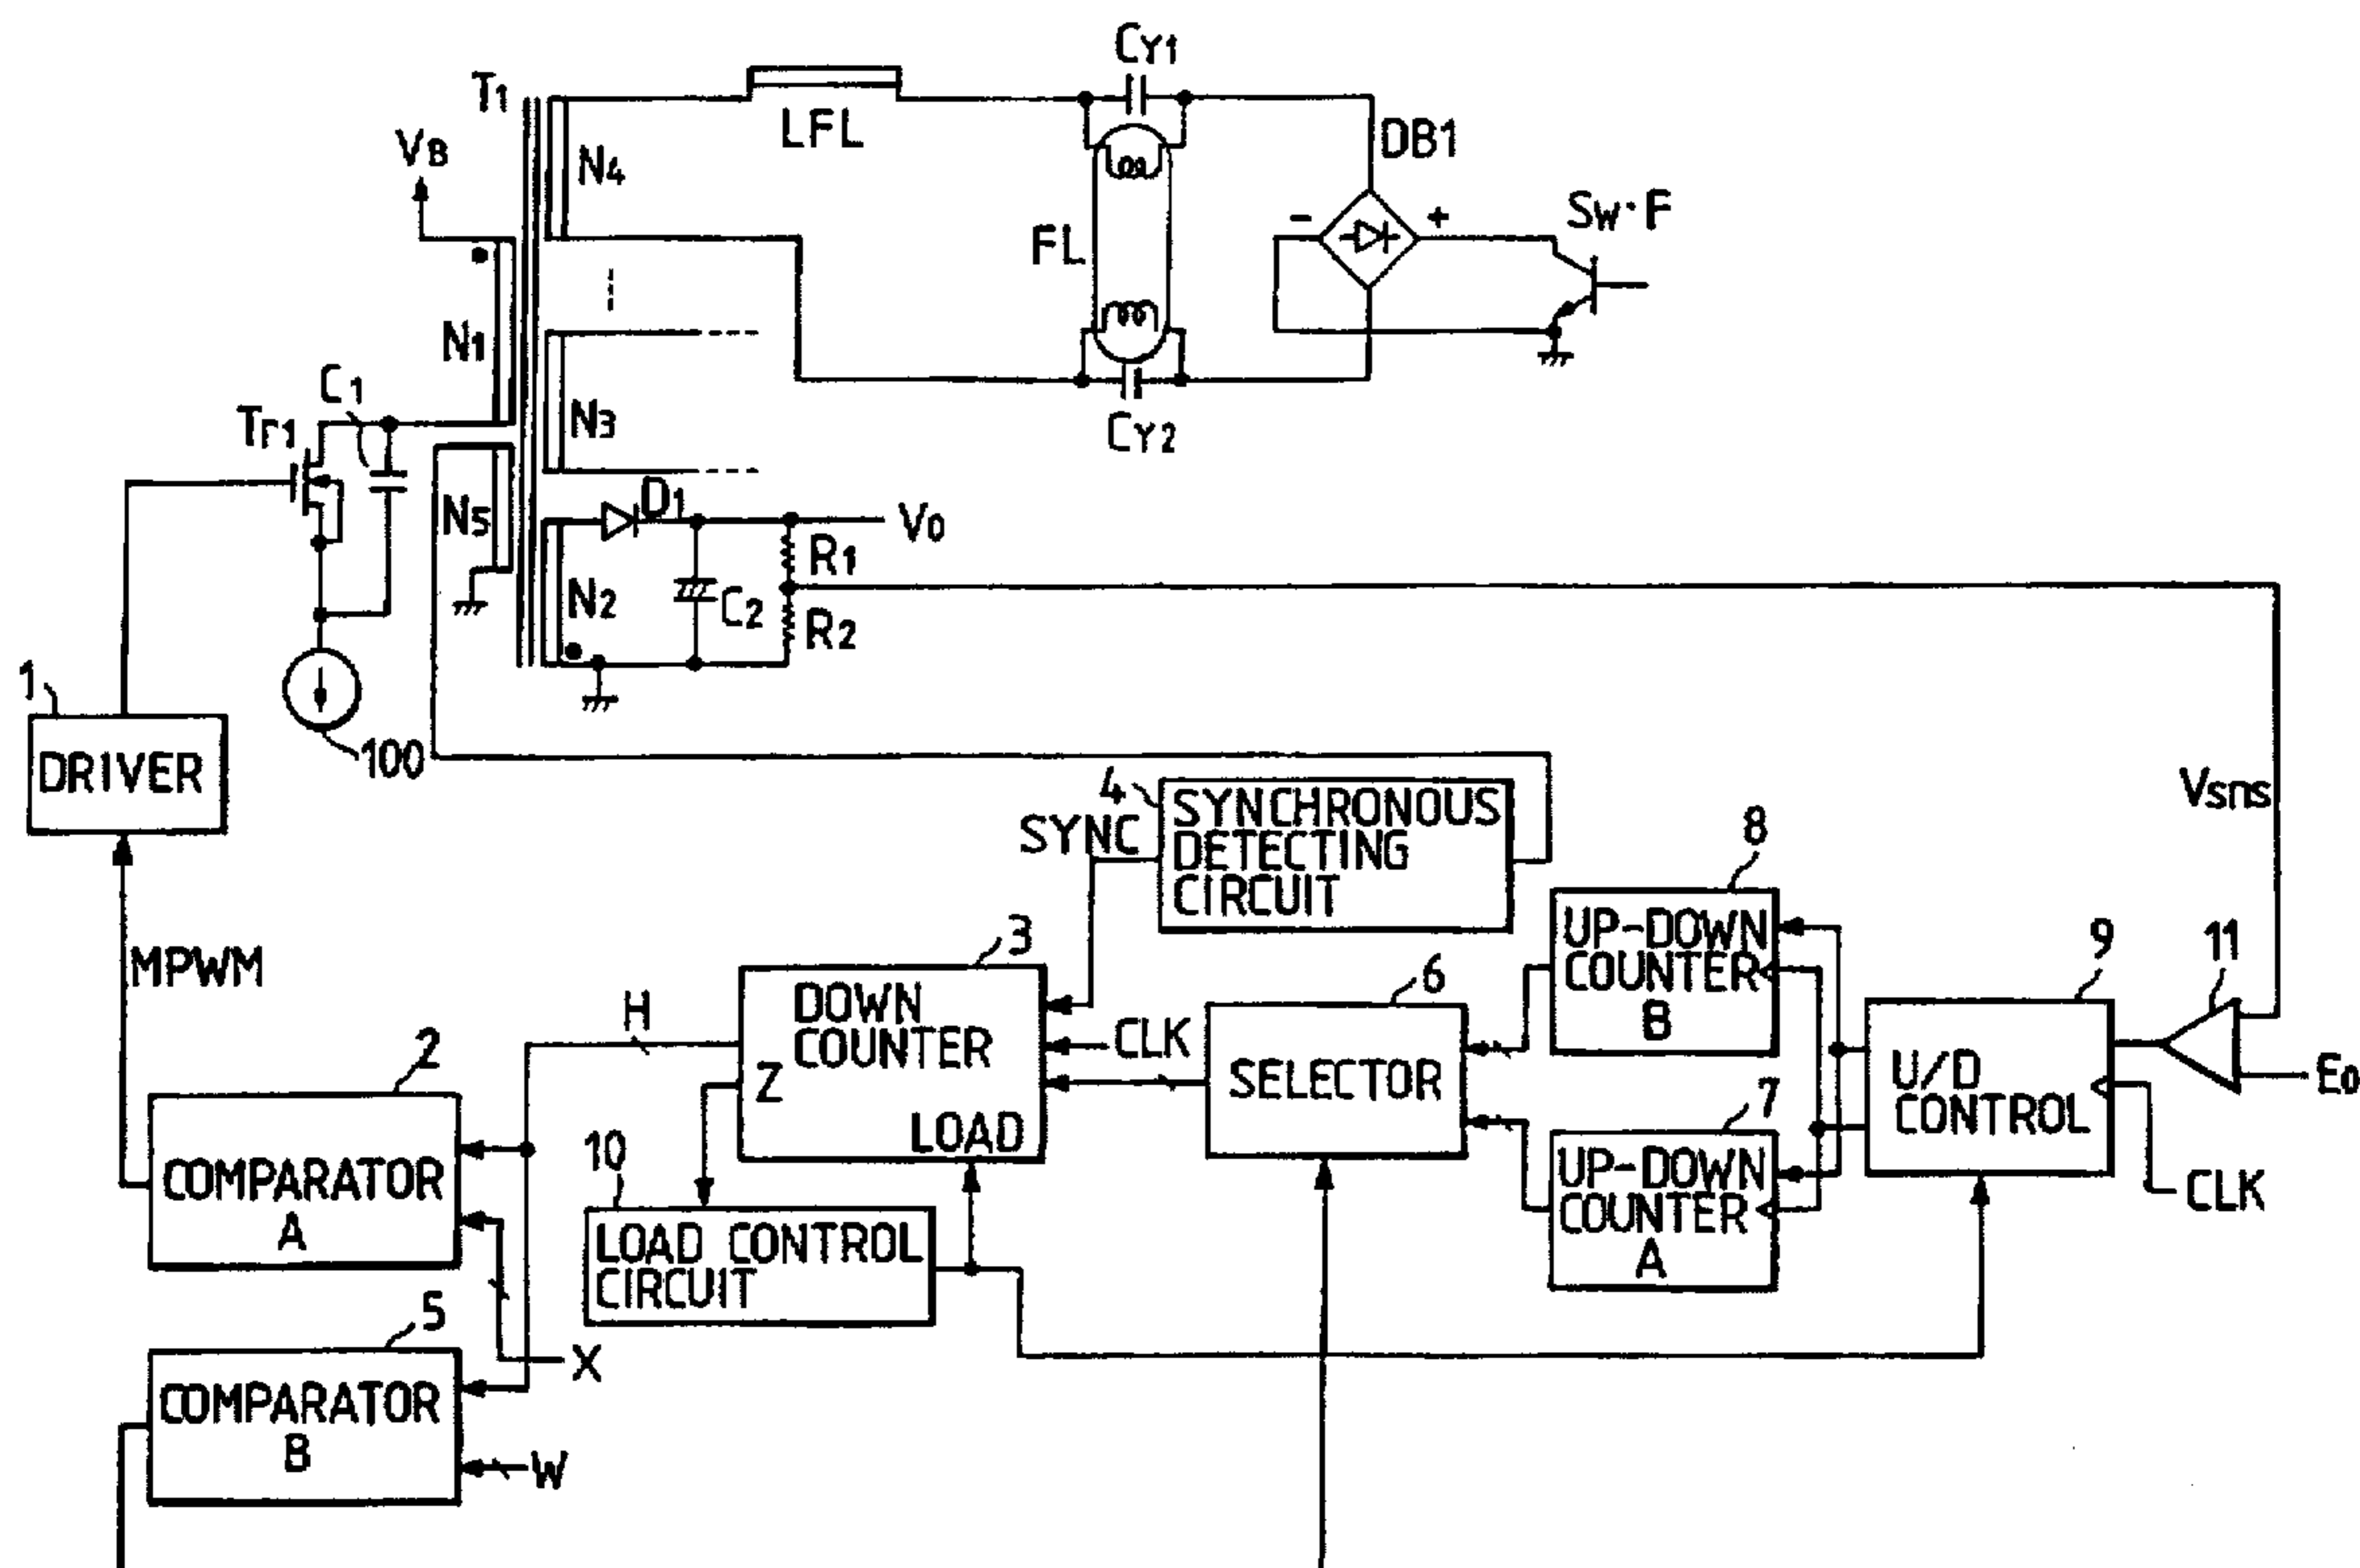 CY1
T1
LFL
DB1
VB
N4
SW·F
-
+
FL
N1
C1
N3
CY2
Tr1
D1
N5
V0
R1
N2
C2
R2
1
DRIVER
100
4
SYNCHRONOUS
DETECTING
CIRCUIT
Vsns
SYNC
8
UP-DOWN
COUNTER
B
3
9
11
MPWM
H
DOWN
COUNTER
6
CLK
2
Z
SELECTOR
U/D
CONTROL
E0
7
LOAD
10
COMPARATOR
A
UP-DOWN
COUNTER
A
CLK
LOAD CONTROL
CIRCUIT
5
X
COMPARATOR
B
W